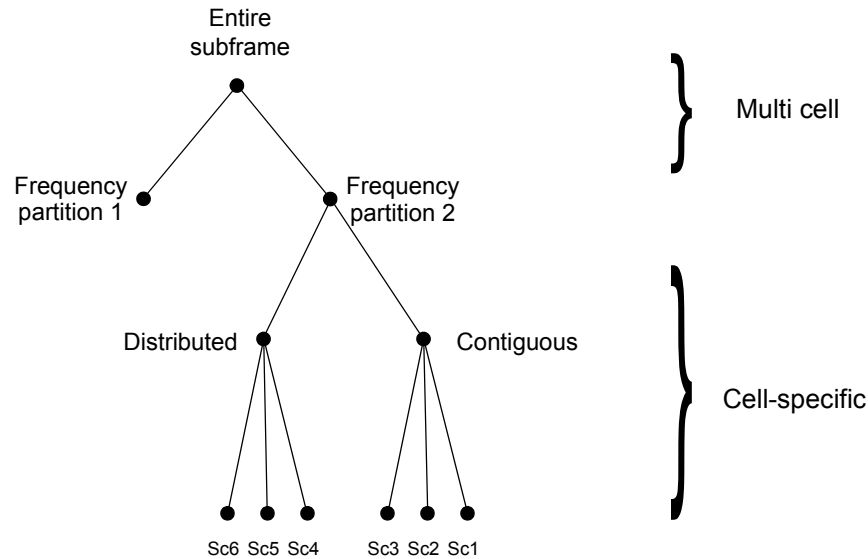 Entire
subframe
Multi cell
Frequency
partition 1
Frequency
partition 2
Distributed
Contiguous
Cell-specific
Sc6 Sc5 Sc4 Sc3 Sc2 Sc1